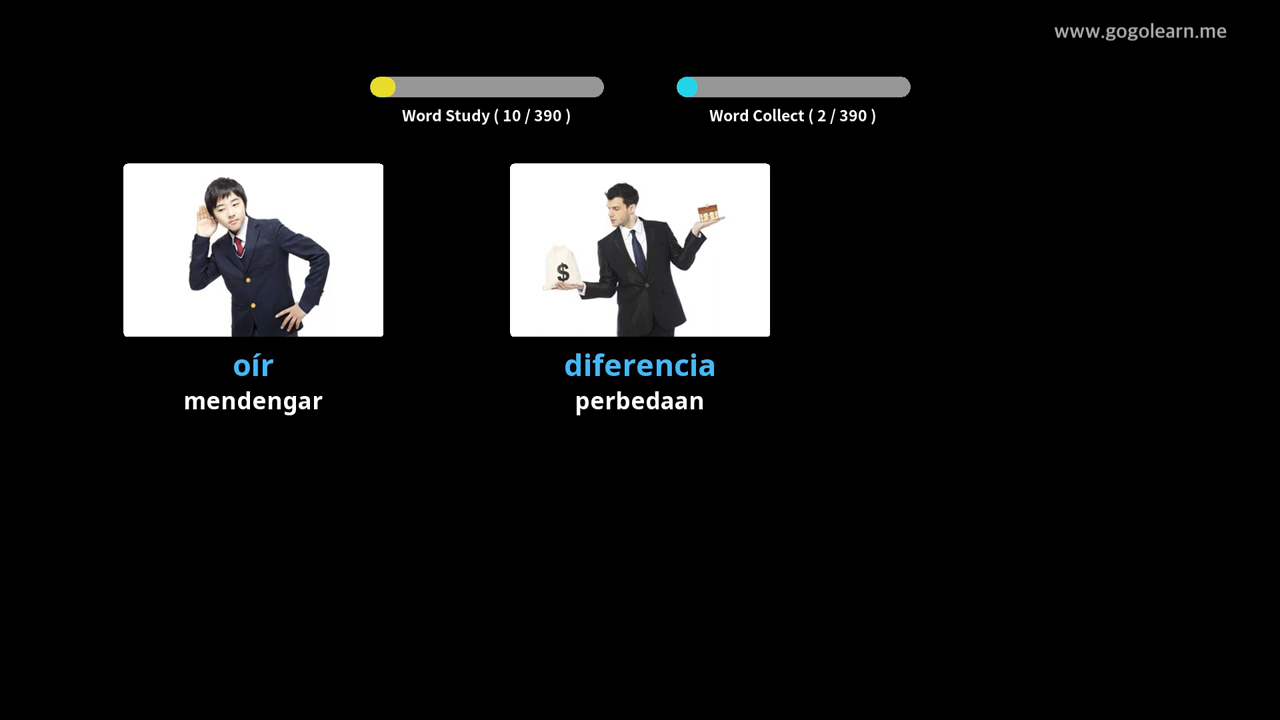 www.gogolearn.me
Word Study ( 10 / 390 )
Word Collect ( 2 / 390 )
$
oír
mendengar
diferencia
perbedaan